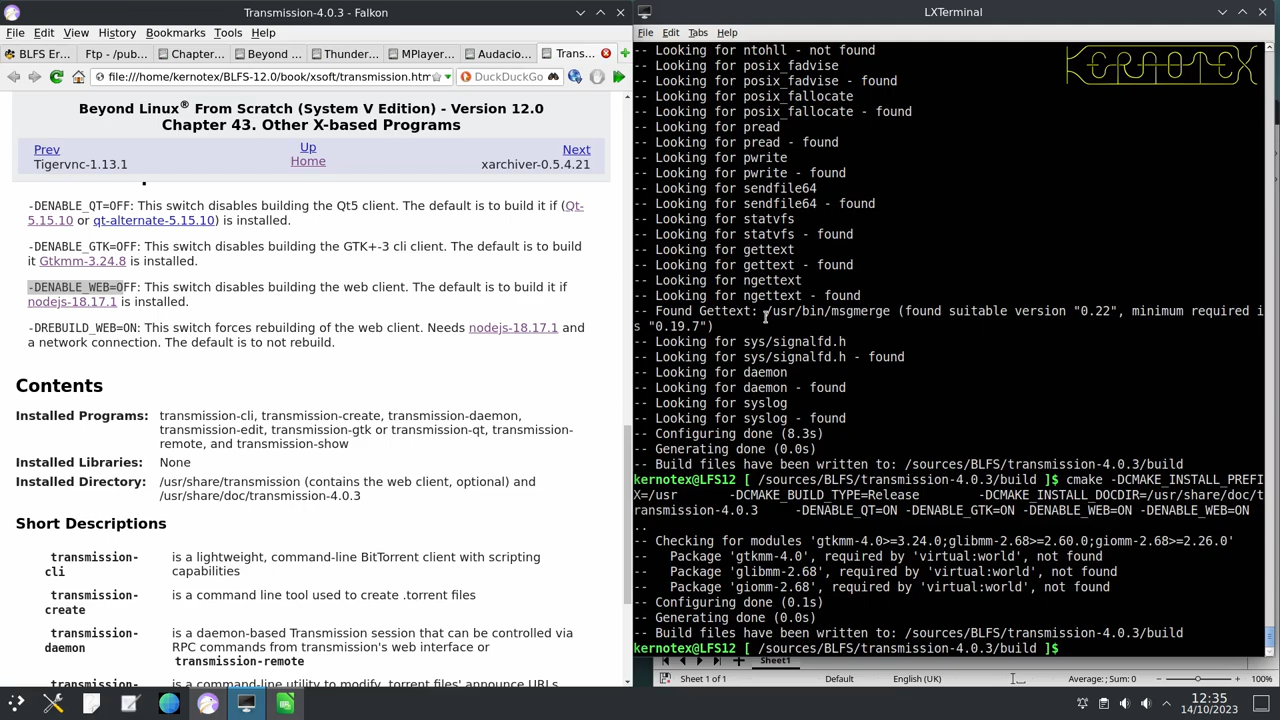 Transmission-4.0.3 - Falkon
File Edit View History Bookmarks Tools Help
BLFS Er... Ftp - /pub... Chapter... Beyond ... Thunder... MPlayer... Audacio... Trans...
file:///home/kernotex/BLFS-12.0/book/xsoft/transmission.htm
DuckDuckGo
Beyond Linux® From Scratch (System V Edition) - Version 12.0
Chapter 43. Other X-based Programs
Prev Up Next
Tigervnc-1.13.1 Home xarchiver-0.5.4.21
-DENABLE_QT=OFF: This switch disables building the Qt5 client. The default is to build it if (Qt-
5.15.10 or qt-alternate-5.15.10) is installed.
-DENABLE_GTK=OFF: This switch disables building the GTK+-3 cli client. The default is to build
it Gtkmm-3.24.8 is installed.
-DENABLE_WEB=OFF: This switch disables building the web client. The default is to build it if
nodejs-18.17.1 is installed.
-DREBUILD_WEB=ON: This switch forces rebuilding of the web client. Needs nodejs-18.17.1 and
a network connection. The default is to not rebuild.
Contents
Installed Programs: transmission-cli, transmission-create, transmission-daemon,
transmission-edit, transmission-gtk or transmission-qt, transmission-
remote, and transmission-show
Installed Libraries: None
Installed Directory: /usr/share/transmission (contains the web client, optional) and
/usr/share/doc/transmission-4.0.3
Short Descriptions
transmission-
cli
is a lightweight, command-line BitTorrent client with scripting
capabilities
transmission-
create
is a command line tool used to create .torrent files
transmission-
daemon
is a daemon-based Transmission session that can be controlled via
RPC commands from transmission's web interface or
transmission-remote
transmission- is a command-line utility to modify .torrent files' announce URLs
LXTerminal
File Edit Tabs Help
KERNOTEX
-- Looking for ntohll - not found
-- Looking for posix_fadvise
-- Looking for posix_fadvise - found
-- Looking for posix_fallocate
-- Looking for posix_fallocate - found
-- Looking for pread
-- Looking for pread - found
-- Looking for pwrite
-- Looking for pwrite - found
-- Looking for sendfile64
-- Looking for sendfile64 - found
-- Looking for statvfs
-- Looking for statvfs - found
-- Looking for gettext
-- Looking for gettext - found
-- Looking for ngettext
-- Looking for ngettext - found
-- Found Gettext: /usr/bin/msgmerge (found suitable version "0.22", minimum required i
s "0.19.7")
-- Looking for sys/signalfd.h
-- Looking for sys/signalfd.h - found
-- Looking for daemon
-- Looking for daemon - found
-- Looking for syslog
-- Looking for syslog - found
-- Configuring done (8.3s)
-- Generating done (0.0s)
-- Build files have been written to: /sources/BLFS/transmission-4.0.3/build
kernotex@LFS12 [ /sources/BLFS/transmission-4.0.3/build ]$ cmake -DCMAKE_INSTALL_PREFI
X=/usr -DCMAKE_BUILD_TYPE=Release -DCMAKE_INSTALL_DOCDIR=/usr/share/doc/t
ransmission-4.0.3 -DENABLE_QT=ON -DENABLE_GTK=ON -DENABLE_WEB=ON -DENABLE_WEB=ON
..
-- Checking for modules 'gtkmm-4.0>=3.24.0;glibmm-2.68>=2.60.0;giomm-2.68>=2.26.0'
-- Package 'gtkmm-4.0', required by 'virtual:world', not found
-- Package 'glibmm-2.68', required by 'virtual:world', not found
-- Package 'giomm-2.68', required by 'virtual:world', not found
-- Configuring done (0.1s)
-- Generating done (0.0s)
-- Build files have been written to: /sources/BLFS/transmission-4.0.3/build
kernotex@LFS12 [ /sources/BLFS/transmission-4.0.3/build ]$
Sheet1
Sheet 1 of 1 Default English (UK) Average: ; Sum: 0 100%
12:35
14/10/2023